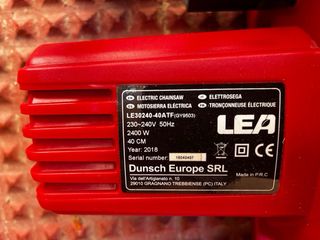 ELECTRIC CHAINSAW
ELETTROSEGA
MOTOSIERRA ELÉCTRICA
TRONÇONNEUSE ÉLECTRIQUE
LE30240-40ATF(GY9503)
230~240V 50Hz
2400 W
40 CM
Year: 2018
Serial number:
LEA
CE
Made in P.R.C
Dunsch Europe SRL
Via dell'Artigianato n. 10
29010 GRAGNANO TREBBIENSE (PC) ITALY